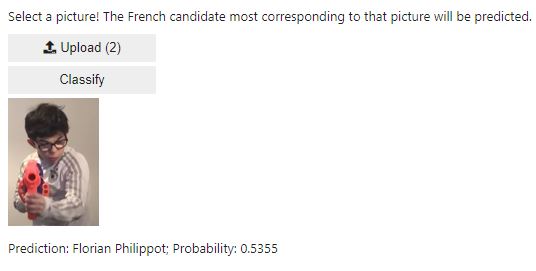 Select a picture! The French candidate most corresponding to that picture will be predicted.
Upload (2)
Classify
Prediction: Florian Philippot; Probability: 0.5355